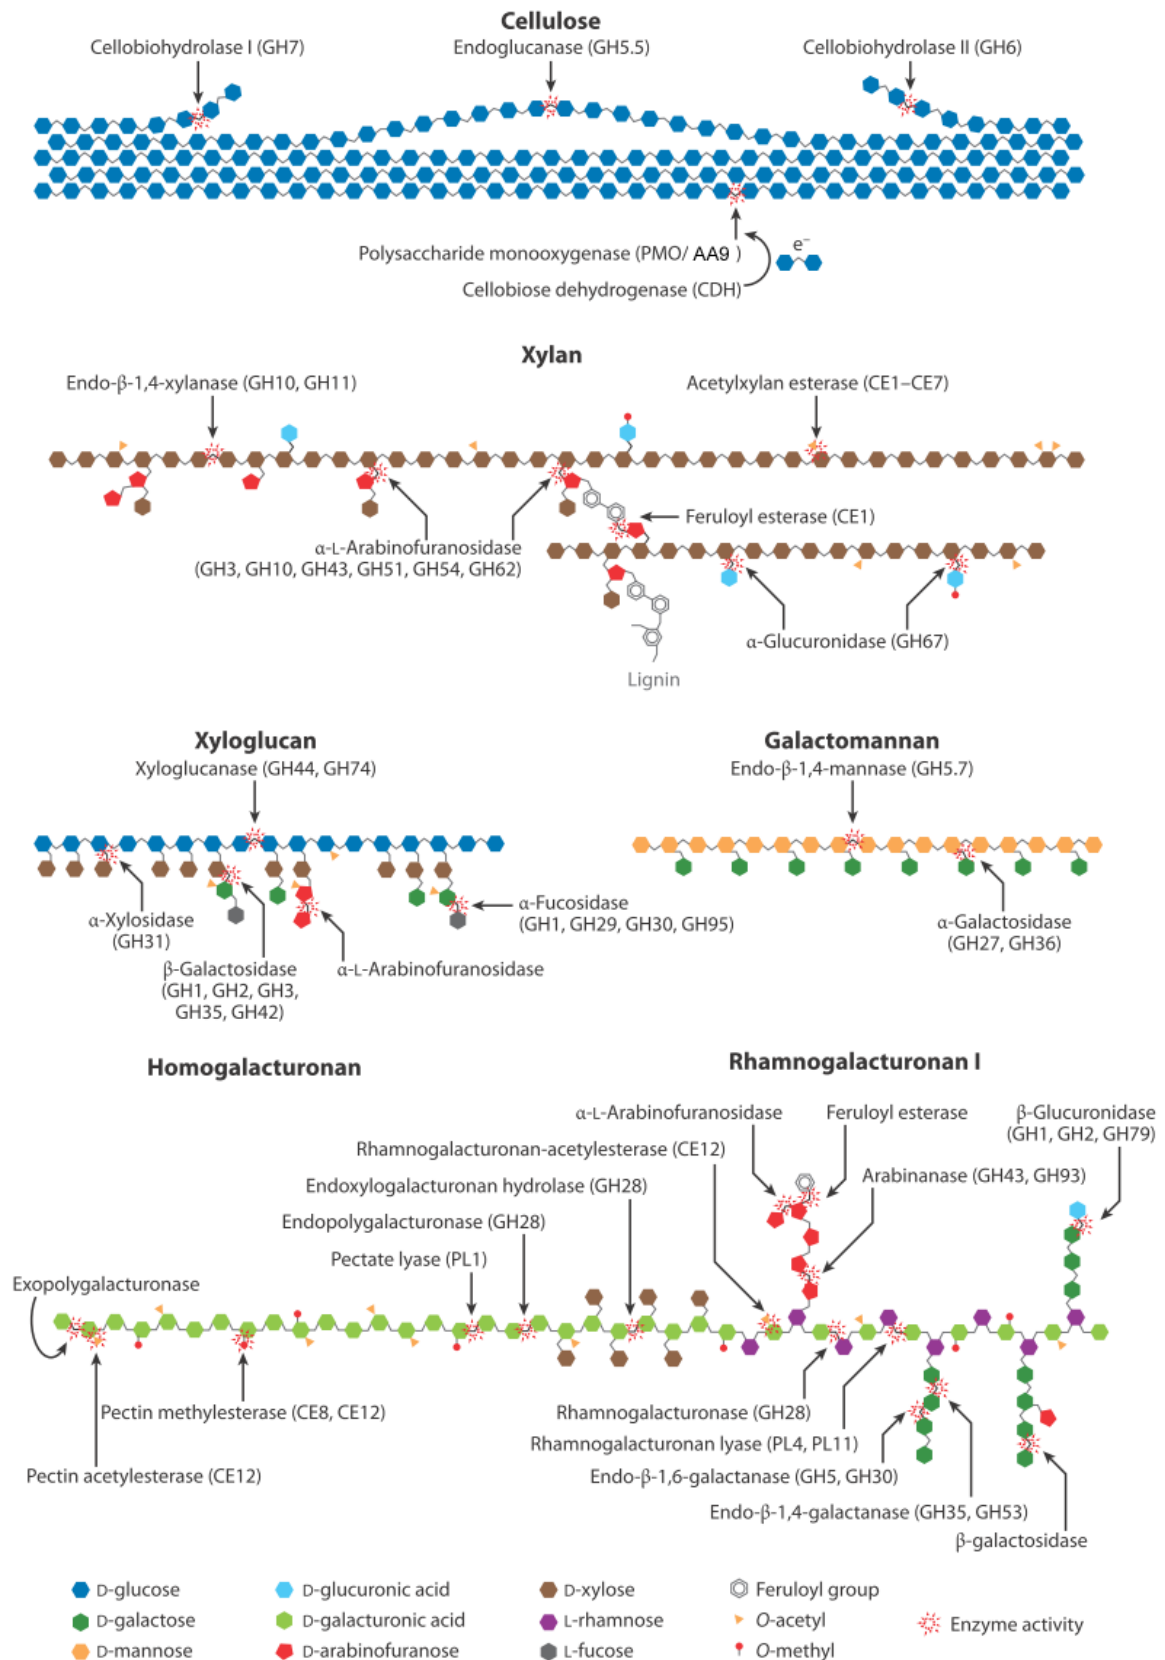 Cellulose
Cellobiohydrolase I (GH7)
Endoglucanase (GH5.5)
Cellobiohydrolase II (GH6)
Polysaccharide monooxygenase (PMO/ AA9 )
e⁻
Cellobiose dehydrogenase (CDH)
Xylan
Endo-β-1,4-xylanase (GH10, GH11)
Acetylxylan esterase (CE1–CE7)
Feruloyl esterase (CE1)
α-L-Arabinofuranosidase
(GH3, GH10, GH43, GH51, GH54, GH62)
α-Glucuronidase (GH67)
Lignin
Xyloglucan
Xyloglucanase (GH44, GH74)
α-Xylosidase
(GH31)
β-Galactosidase
(GH1, GH2, GH3,
GH35, GH42)
α-L-Arabinofuranosidase
α-Fucosidase
(GH1, GH29, GH30, GH95)
Galactomannan
Endo-β-1,4-mannase (GH5.7)
α-Galactosidase
(GH27, GH36)
Homogalacturonan
Rhamnogalacturonan I
α-L-Arabinofuranosidase
Feruloyl esterase
β-Glucuronidase
(GH1, GH2, GH79)
Rhamnogalacturonan-acetylesterase (CE12)
Arabinanase (GH43, GH93)
Endoxylogalacturonan hydrolase (GH28)
Endopolygalacturonase (GH28)
Pectate lyase (PL1)
Exopolygalacturonase
Pectin methylesterase (CE8, CE12)
Pectin acetylesterase (CE12)
Rhamnogalacturonase (GH28)
Rhamnogalacturonan lyase (PL4, PL11)
Endo-β-1,6-galactanase (GH5, GH30)
Endo-β-1,4-galactanase (GH35, GH53)
β-galactosidase
D-glucose
D-glucuronic acid
D-xylose
Feruloyl group
D-galactose
D-galacturonic acid
L-rhamnose
O-acetyl
Enzyme activity
D-mannose
D-arabinofuranose
L-fucose
O-methyl